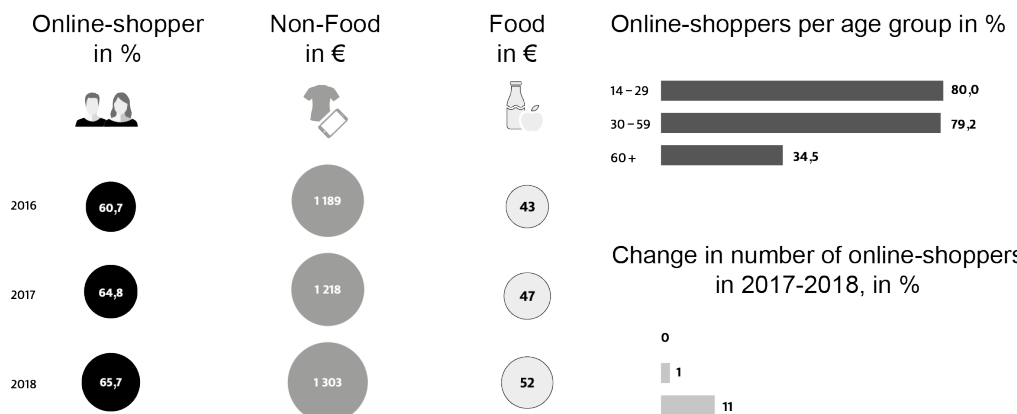 Online-shopper
in %
Non-Food
in €
Food
in €
2016
60,7
1 189
43
2017
64,8
1 218
47
2018
65,7
1 303
52
Online-shoppers per age group in %
14 – 29
80,0
30 – 59
79,2
60 +
34,5
Change in number of online-shoppers
in 2017-2018, in %
0
1
11